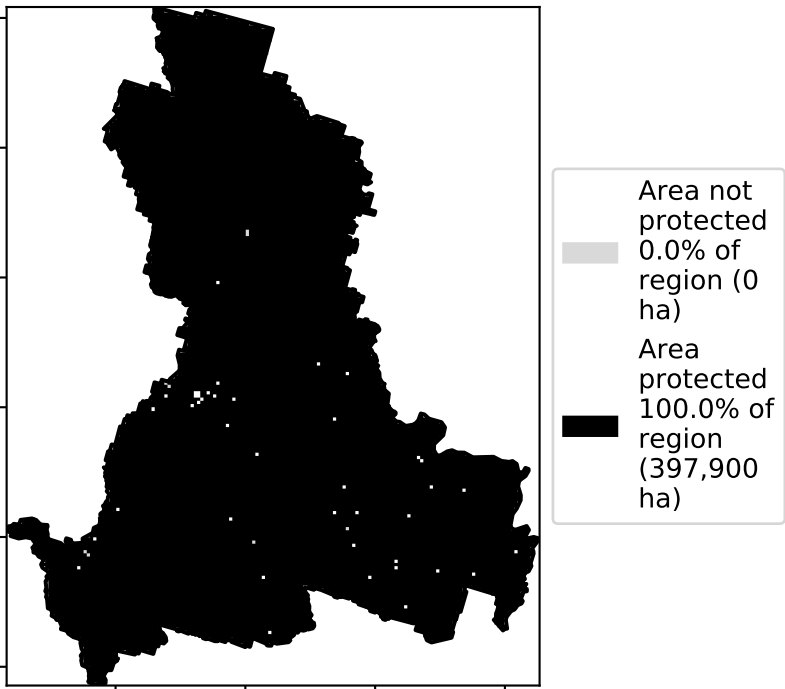 Area not
protected
0.0% of
region (0
ha)
Area
protected
100.0% of
region
(397,900
ha)